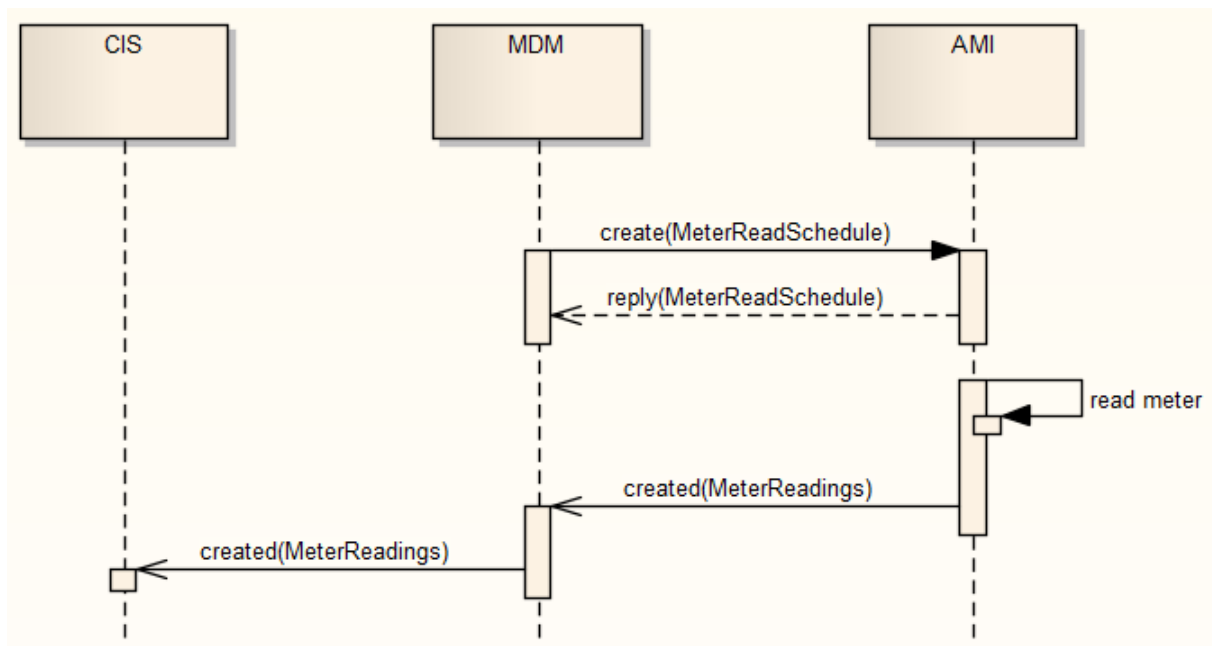 CIS
MDM
AMI
create(MeterReadSchedule)
reply(MeterReadSchedule)
read meter
created(MeterReadings)
created(MeterReadings)